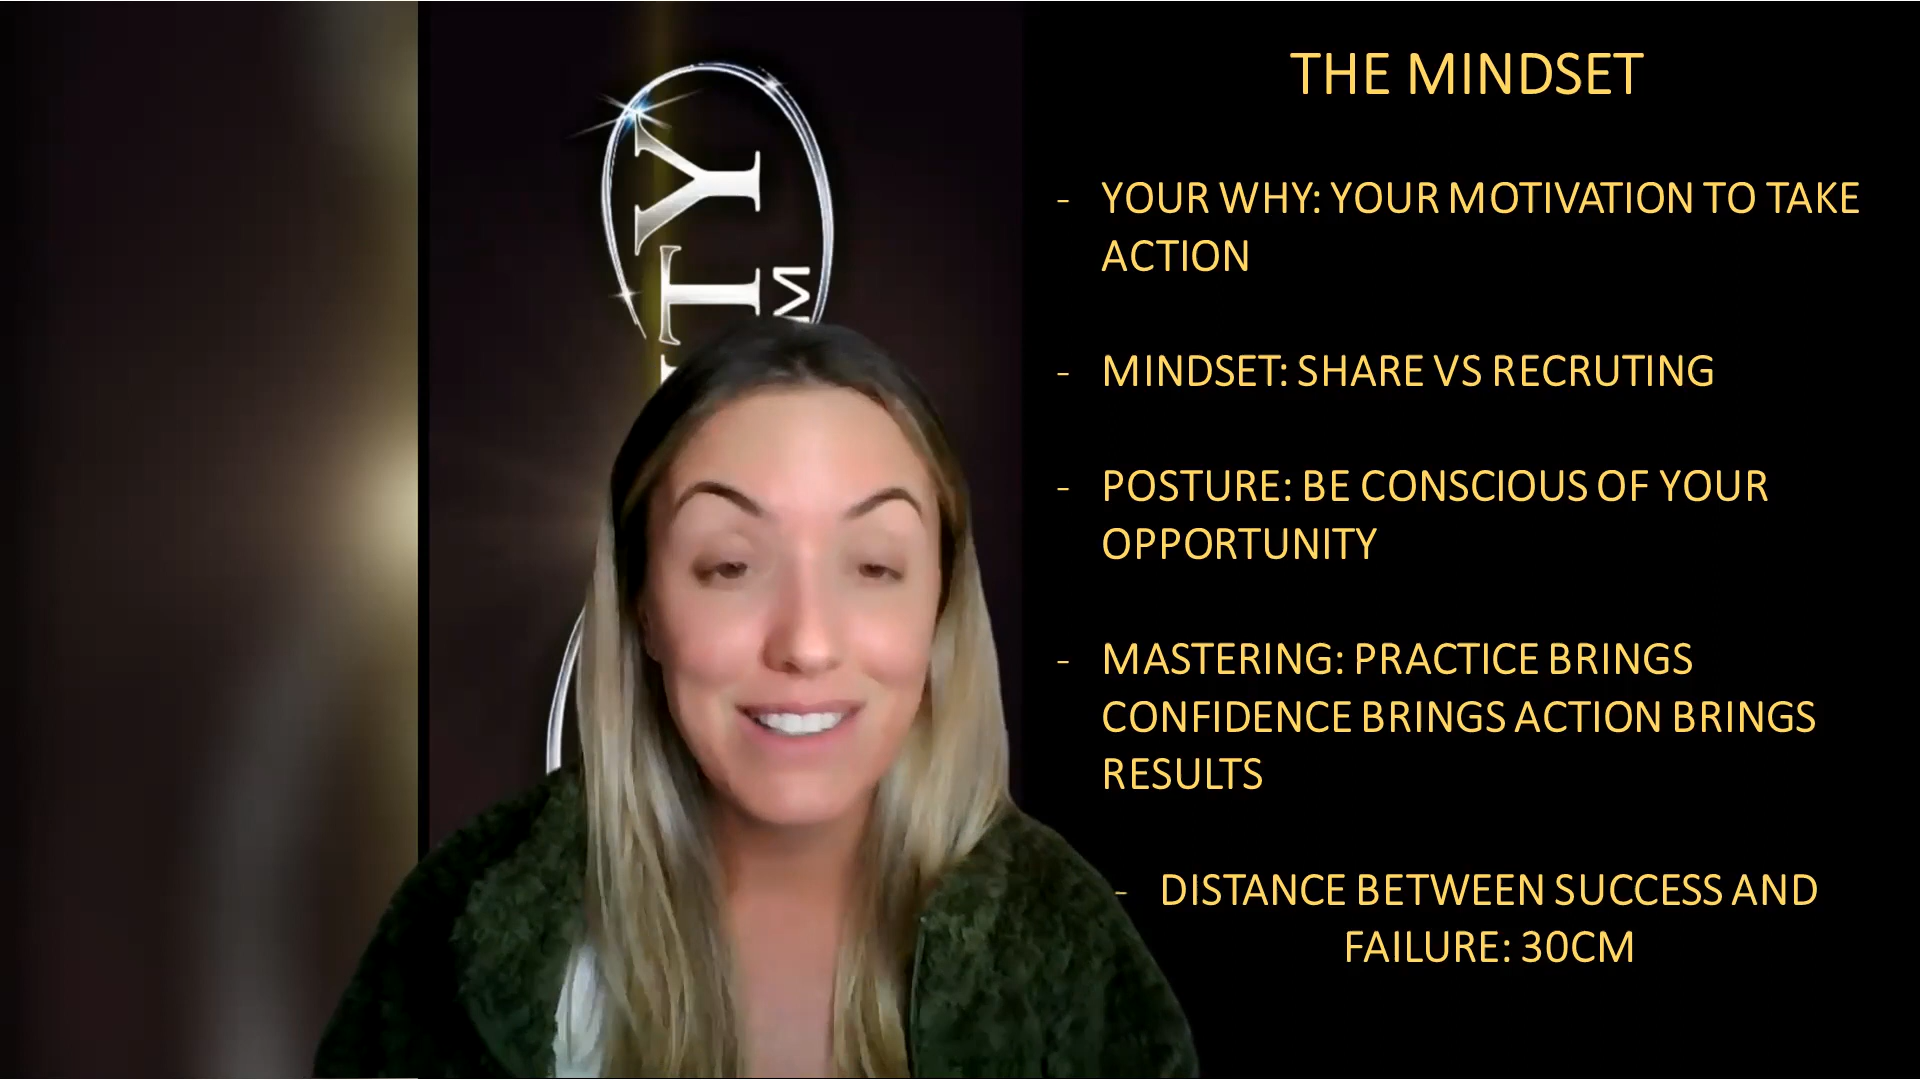 THE MINDSET
- YOUR WHY: YOUR MOTIVATION TO TAKE
ACTION
- MINDSET: SHARE VS RECRUTING
- POSTURE: BE CONSCIOUS OF YOUR
OPPORTUNITY
- MASTERING: PRACTICE BRINGS
CONFIDENCE BRINGS ACTION BRINGS
RESULTS
- DISTANCE BETWEEN SUCCESS AND
FAILURE: 30CM